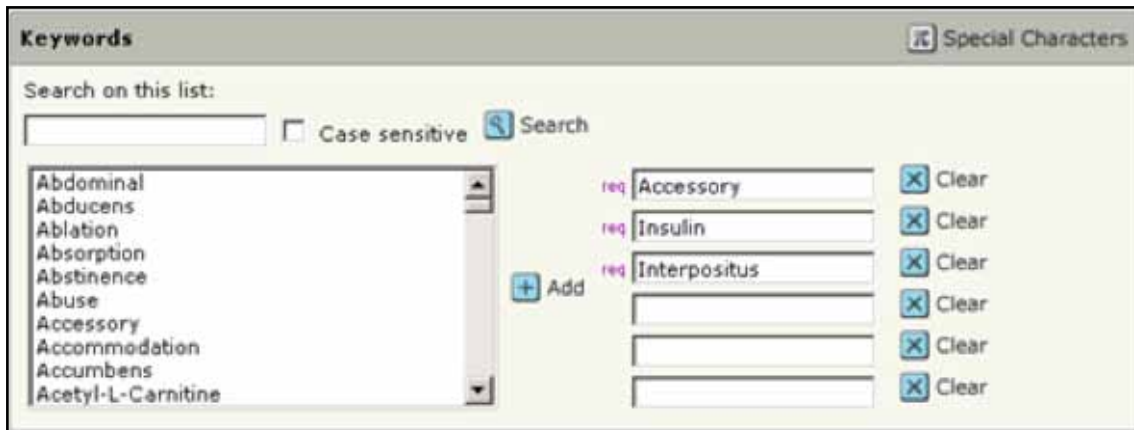 Keywords
Special Characters
Search on this list:
Case sensitive
Search
Abdominal
Abducens
Ablation
Absorption
Abstinence
Abuse
Accessory
Accommodation
Accumbens
Acetyl-L-Carnitine
Add
req Accessory Clear
req Insulin Clear
req Interpositus Clear
Clear
Clear
Clear